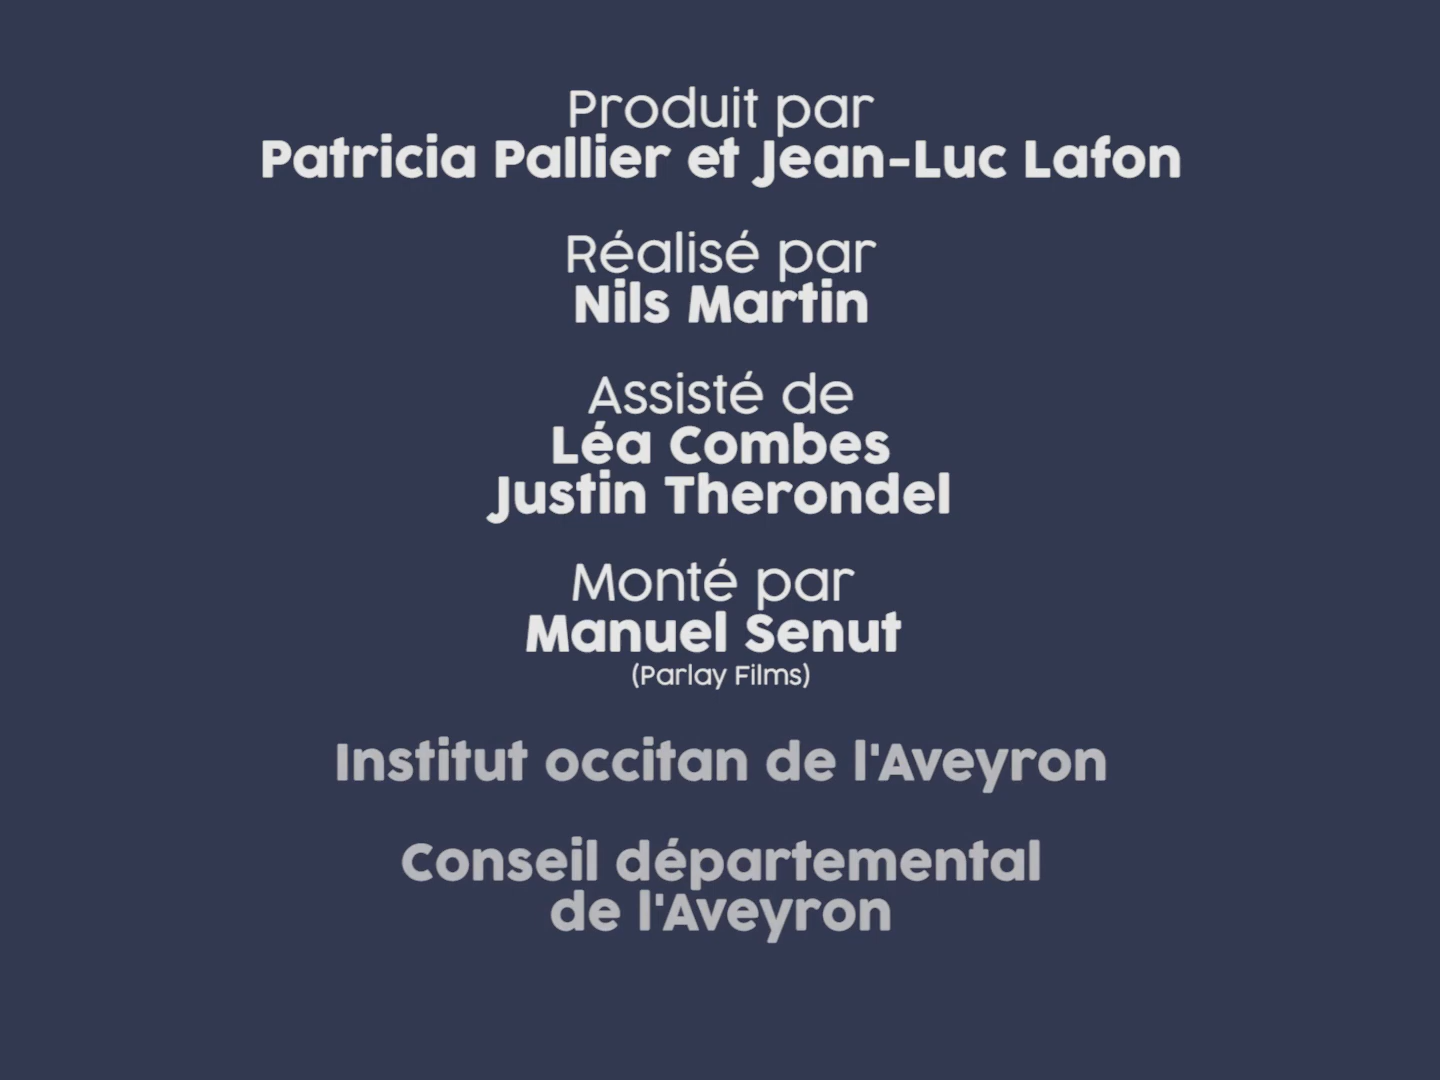 Produit par
Patricia Pallier et Jean-Luc Lafon
Réalisé par
Nils Martin
Assisté de
Léa Combes
Justin Therondel
Monté par
Manuel Senut
(Parlay Films)
Institut occitan de l'Aveyron
Conseil départemental
de l'Aveyron